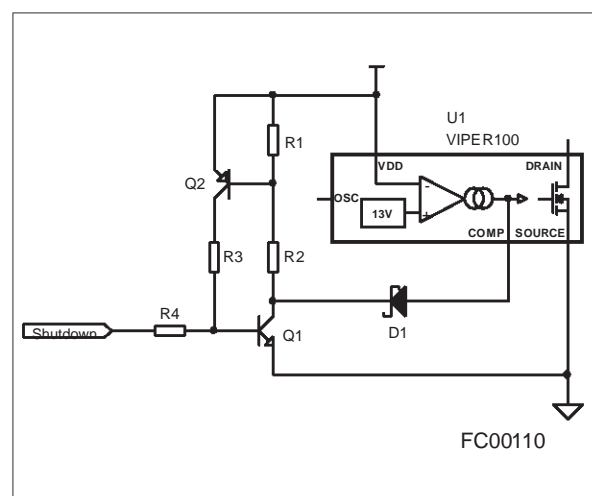 U1
VIPER100
R1
VDD
DRAIN
Q2
-
OSC
13V
+
COMP SOURCE
R3
R2
R4
Shutdown
Q1
D1
FC00110